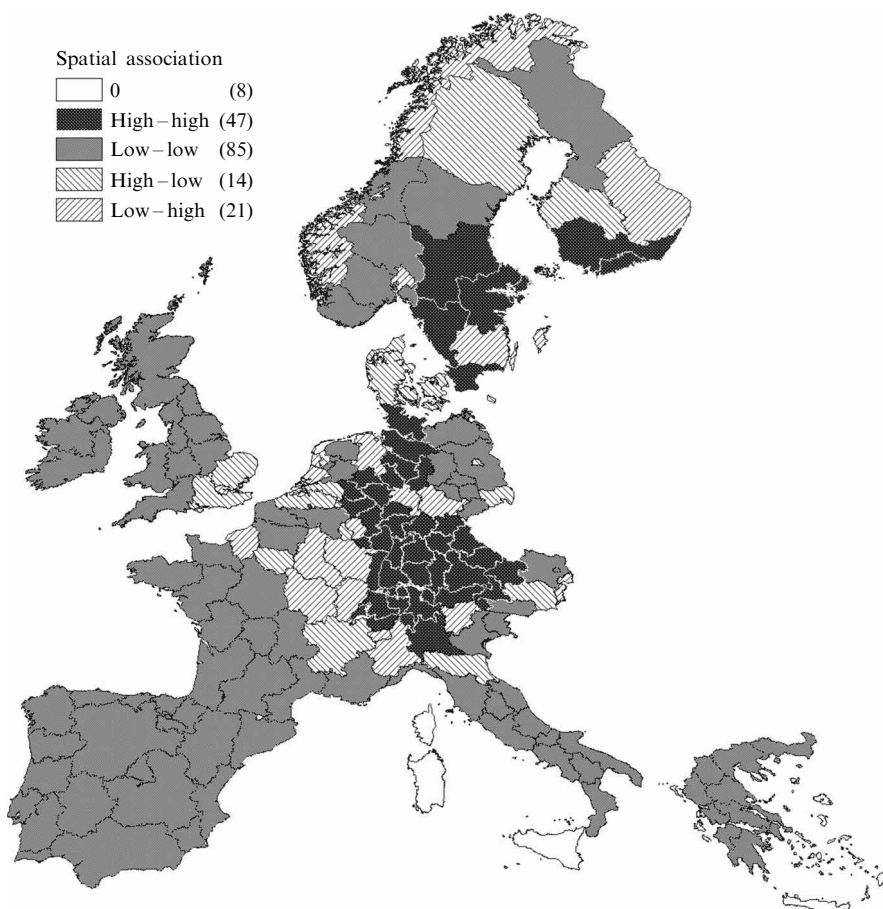 Spatial association
0 (8)
High–high (47)
Low–low (85)
High–low (14)
Low–high (21)